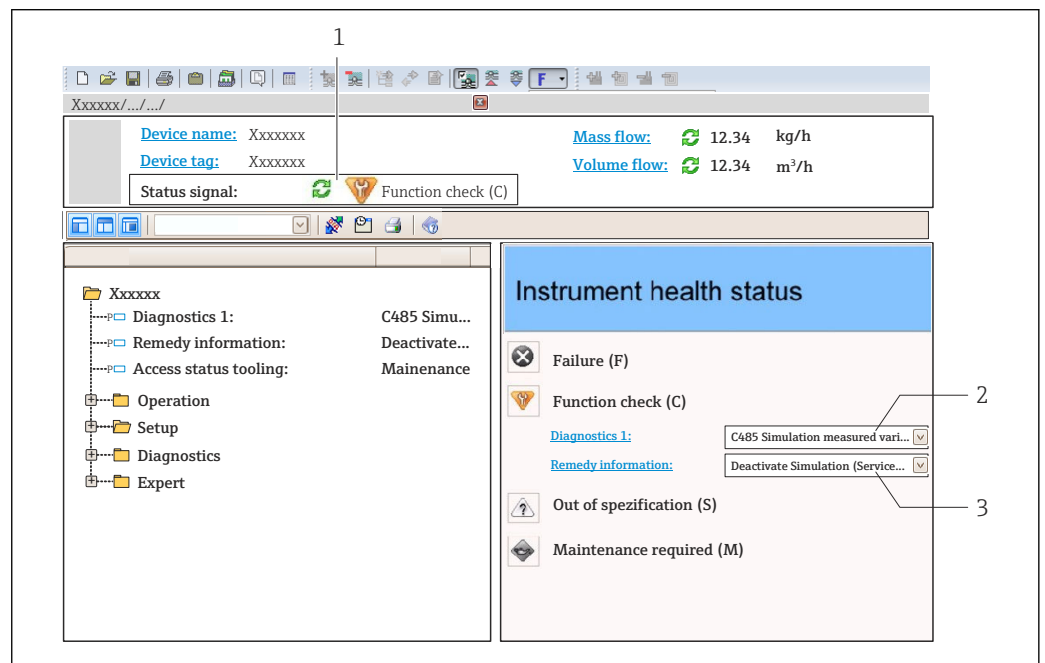 1
F
Xxxxxx/.../.../
Device name: Xxxxxxx
Mass flow: 12.34 kg/h
Device tag: Xxxxxxx
Volume flow: 12.34 m³/h
Status signal: Function check (C)
Xxxxxx
Diagnostics 1: C485 Simu...
Remedy information: Deactivate...
Access status tooling: Mainenance
Operation
Setup
Diagnostics
Expert
Instrument health status
Failure (F)
Function check (C)
2
Diagnostics 1: C485 Simulation measured vari...
Remedy information: Deactivate Simulation (Service...
3
Out of spezification (S)
Maintenance required (M)